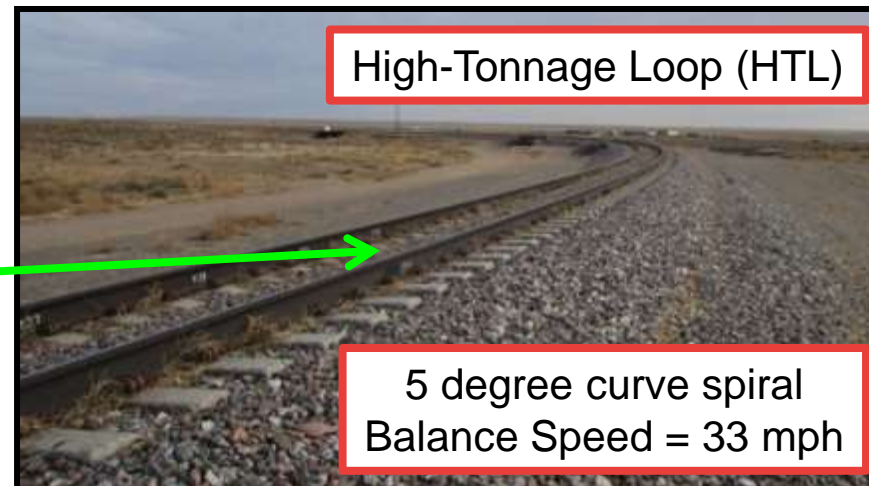 High-Tonnage Loop (HTL)
5 degree curve spiral
Balance Speed = 33 mph